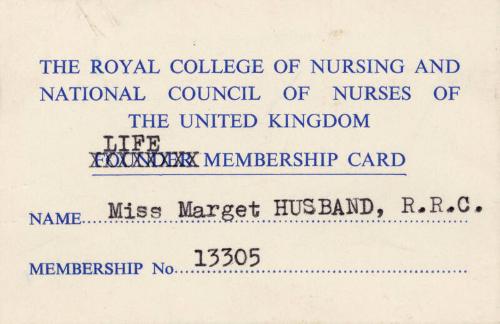 THE ROYAL COLLEGE OF NURSING AND
NATIONAL COUNCIL OF NURSES OF
THE UNITED KINGDOM
LIFE
FOUNDER MEMBERSHIP CARD
NAME Miss Marget HUSBAND, R.R.C.
MEMBERSHIP No 13305